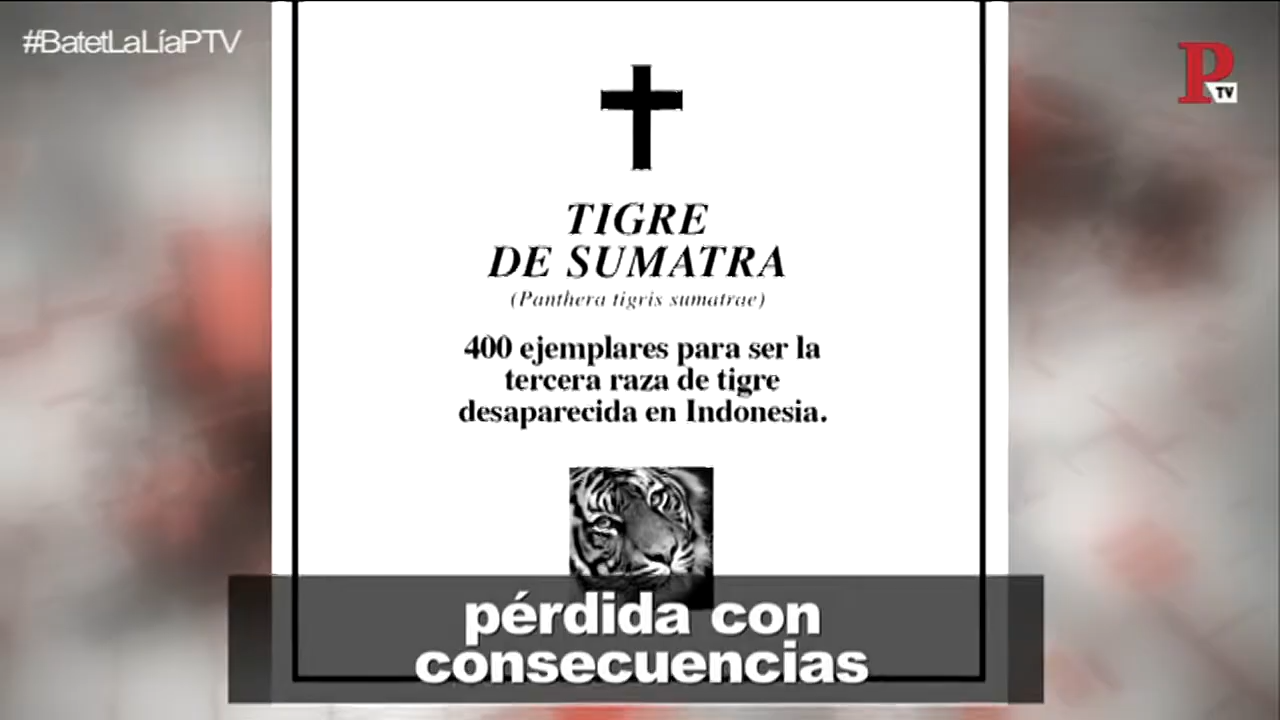 #BatetLaLíaPTV
P
TV
TIGRE
DE SUMATRA
(Panthera tigris sumatrae)
400 ejemplares para ser la
tercera raza de tigre
desaparecida en Indonesia.
pérdida con
consecuencias